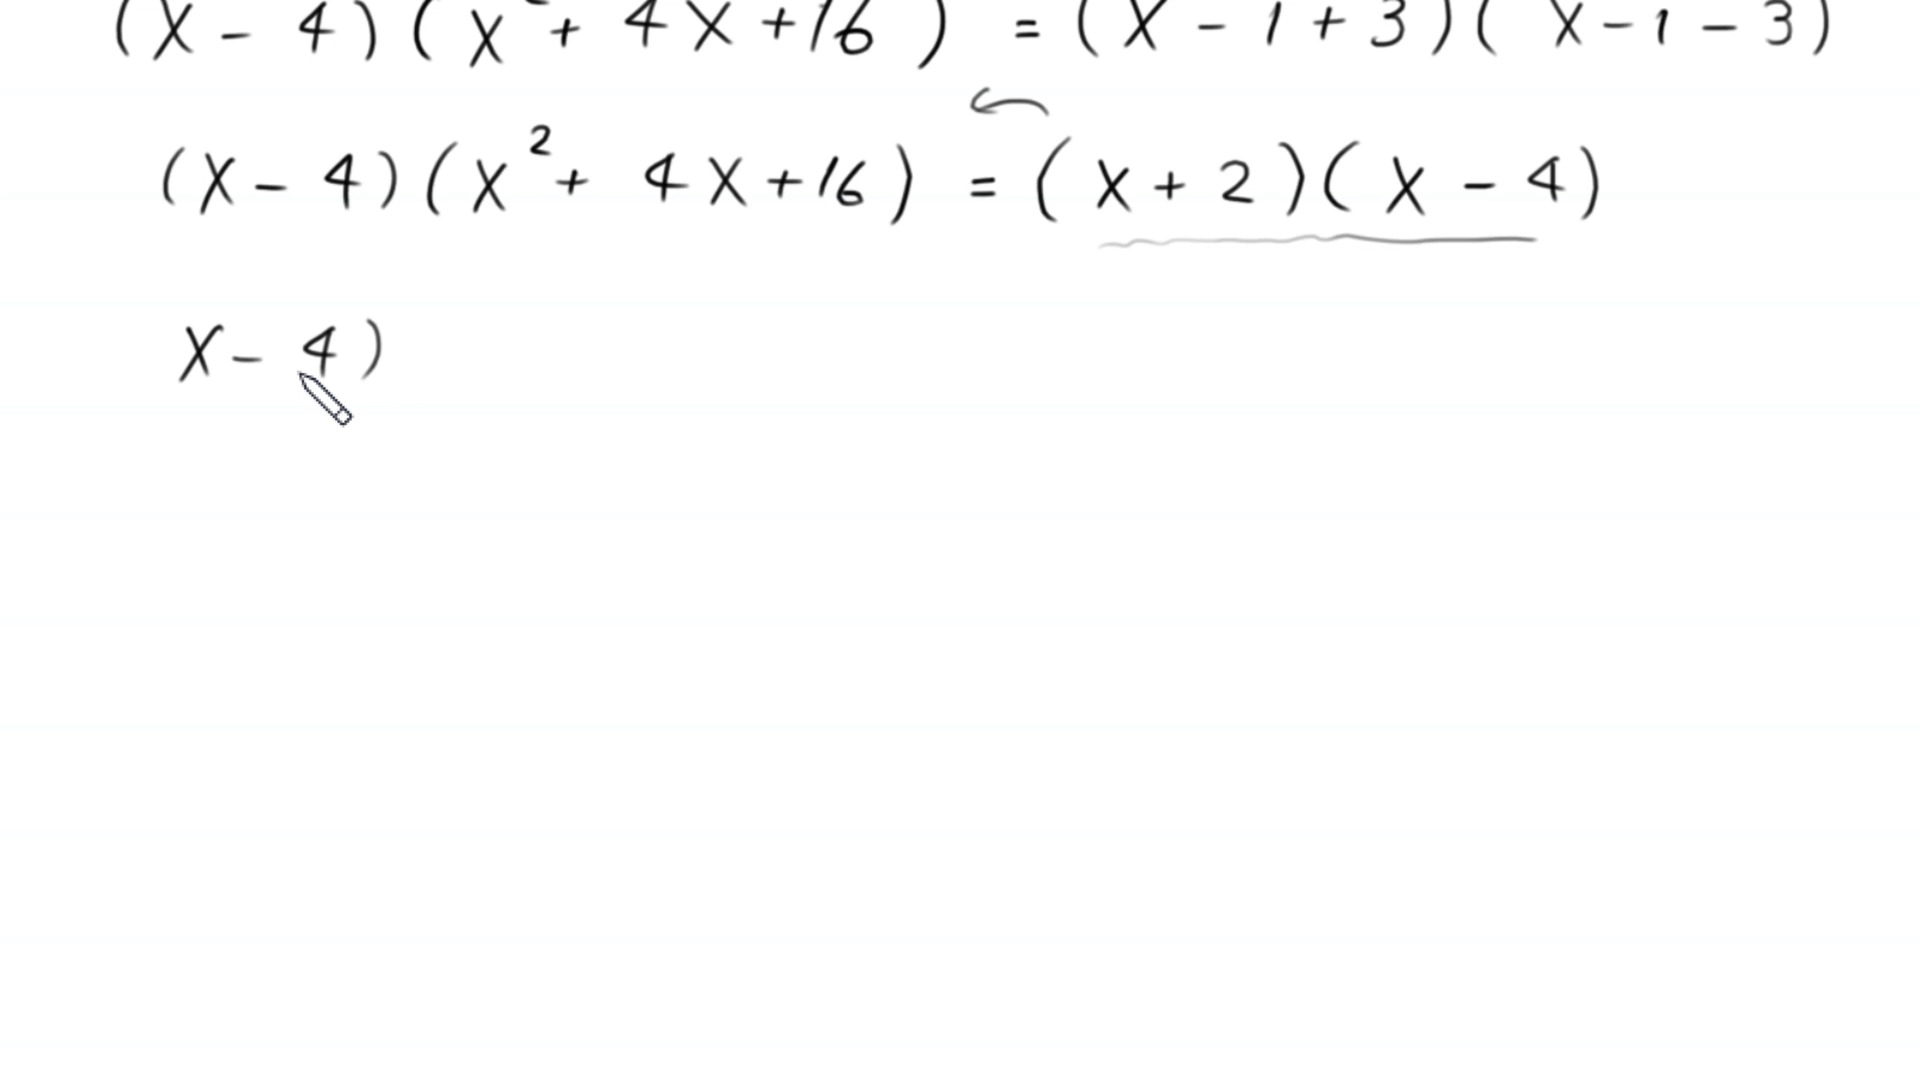 (X - 4)(X² + 4X + 16) = (X - 1 + 3)(X - 1 - 3)
(X - 4)(X² + 4X + 16) = (X + 2)(X - 4)
X - 4)